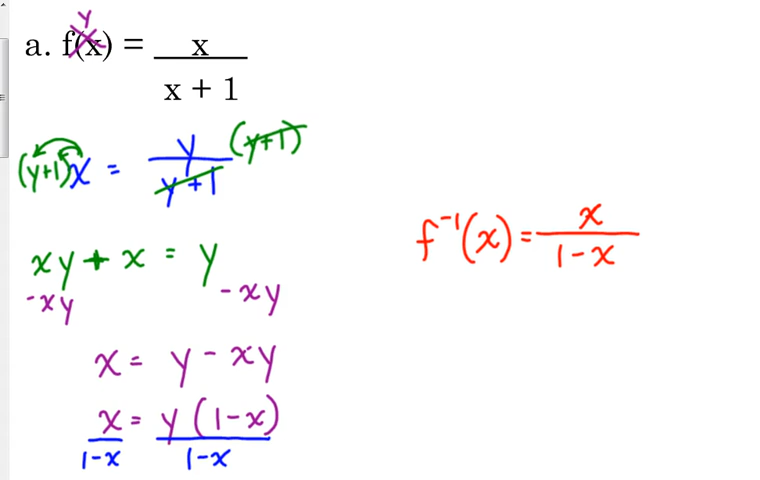 y
a. f(x) = x
x + 1
(y+1)x = y (y+1)
y+1
xy + x = y
-xy -xy
x = y - xy
x = y (1-x)
1-x 1-x
f⁻¹(x) = x
1-x